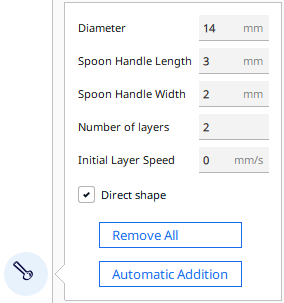 Diameter 14 mm
Spoon Handle Length 3 mm
Spoon Handle Width 2 mm
Number of layers 2
Initial Layer Speed 0 mm/s
Direct shape
Remove All
Automatic Addition